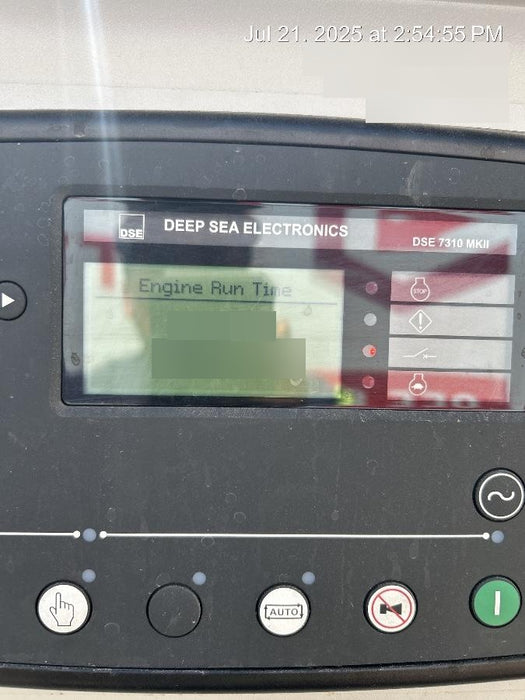 Jul 21, 2025 at 2:54:55 PM
DSE DEEP SEA ELECTRONICS
DSE 7310 MKII
Engine Run Time
STOP
AUTO